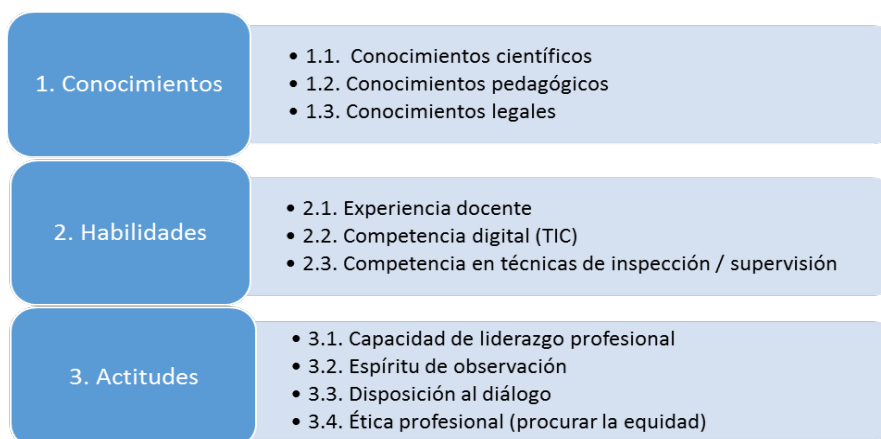 1. Conocimientos
• 1.1. Conocimientos científicos
• 1.2. Conocimientos pedagógicos
• 1.3. Conocimientos legales
2. Habilidades
• 2.1. Experiencia docente
• 2.2. Competencia digital (TIC)
• 2.3. Competencia en técnicas de inspección / supervisión
3. Actitudes
• 3.1. Capacidad de liderazgo profesional
• 3.2. Espíritu de observación
• 3.3. Disposición al diálogo
• 3.4. Ética profesional (procurar la equidad)